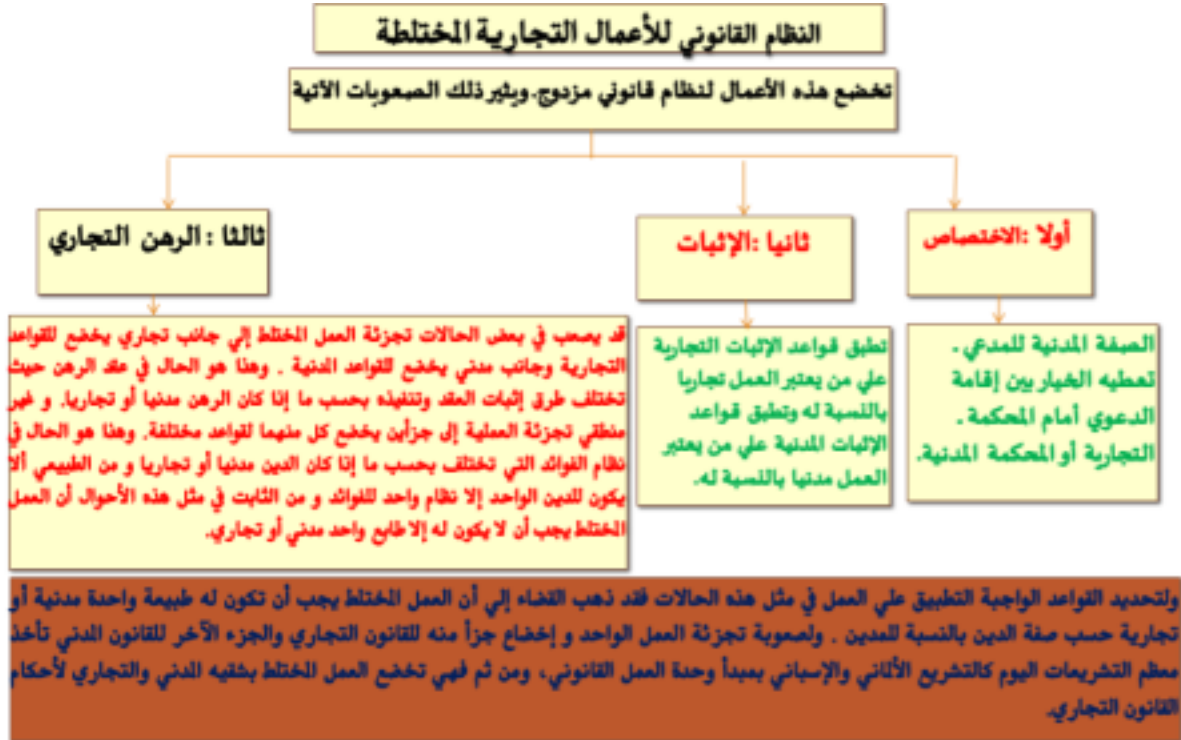 النظام القانوني للأعمال التجارية المختلطة
تخضع هذه الأعمال لنظام قانوني مزدوج.ويثير ذلك الصعوبات الآتية
أولا :الاختصاص
ثانيا :الإثبات
ثالثا : الرهن التجاري
الصفة المدنية للمدعي .
تعطيه الخيار بين إقامة
الدعوي أمام المحكمة .
التجارية أو المحكمة المدنية.
تطبق قواعد الإثبات التجارية
علي من يعتبر العمل تجاريا
بالنسبة له وتطبق قواعد
الإثبات المدنية علي من يعتبر
العمل مدنيا بالنسبة له.
قد يصعب في بعض الحالات تجزئة العمل المختلط إلي جانب تجاري يخضع للقواعد
التجارية وجانب مدني يخضع للقواعد المدنية . وهذا هو الحال في عقد الرهن حيث
تختلف طرق إثبات العقد وتنفيذه بحسب ما إذا كان الرهن مدنيا أو تجاريا. و غير
منطقي تجزئة العملية إلى جزأين يخضع كل منهما لقواعد مختلفة. وهذا هو الحال في
نظام الفوائد التي تختلف بحسب ما إذا كان الدين مدنيا أو تجاريا و من الطبيعي ألا
يكون للدين الواحد إلا نظام واحد للفوائد و من الثابت في مثل هذه الأحوال أن العمل
المختلط يجب أن لا يكون له إلا طابع واحد مدني أو تجاري.
ولتحديد القواعد الواجبة التطبيق علي العمل في مثل هذه الحالات فقد ذهب القضاء إلي أن العمل المختلط يجب أن تكون له طبيعة واحدة مدنية أو
تجارية حسب صفة الدين بالنسبة للمدين . ولصعوبة تجزئة العمل الواحد و إخضاع جزأ منه للقانون التجاري والجزء الآخر للقانون المدني تأخذ
معظم التشريعات اليوم كالتشريع الألماني والإسباني بمبدأ وحدة العمل القانوني، ومن ثم فهي تخضع العمل المختلط بشقيه المدني والتجاري لأحكام
القانون التجاري.